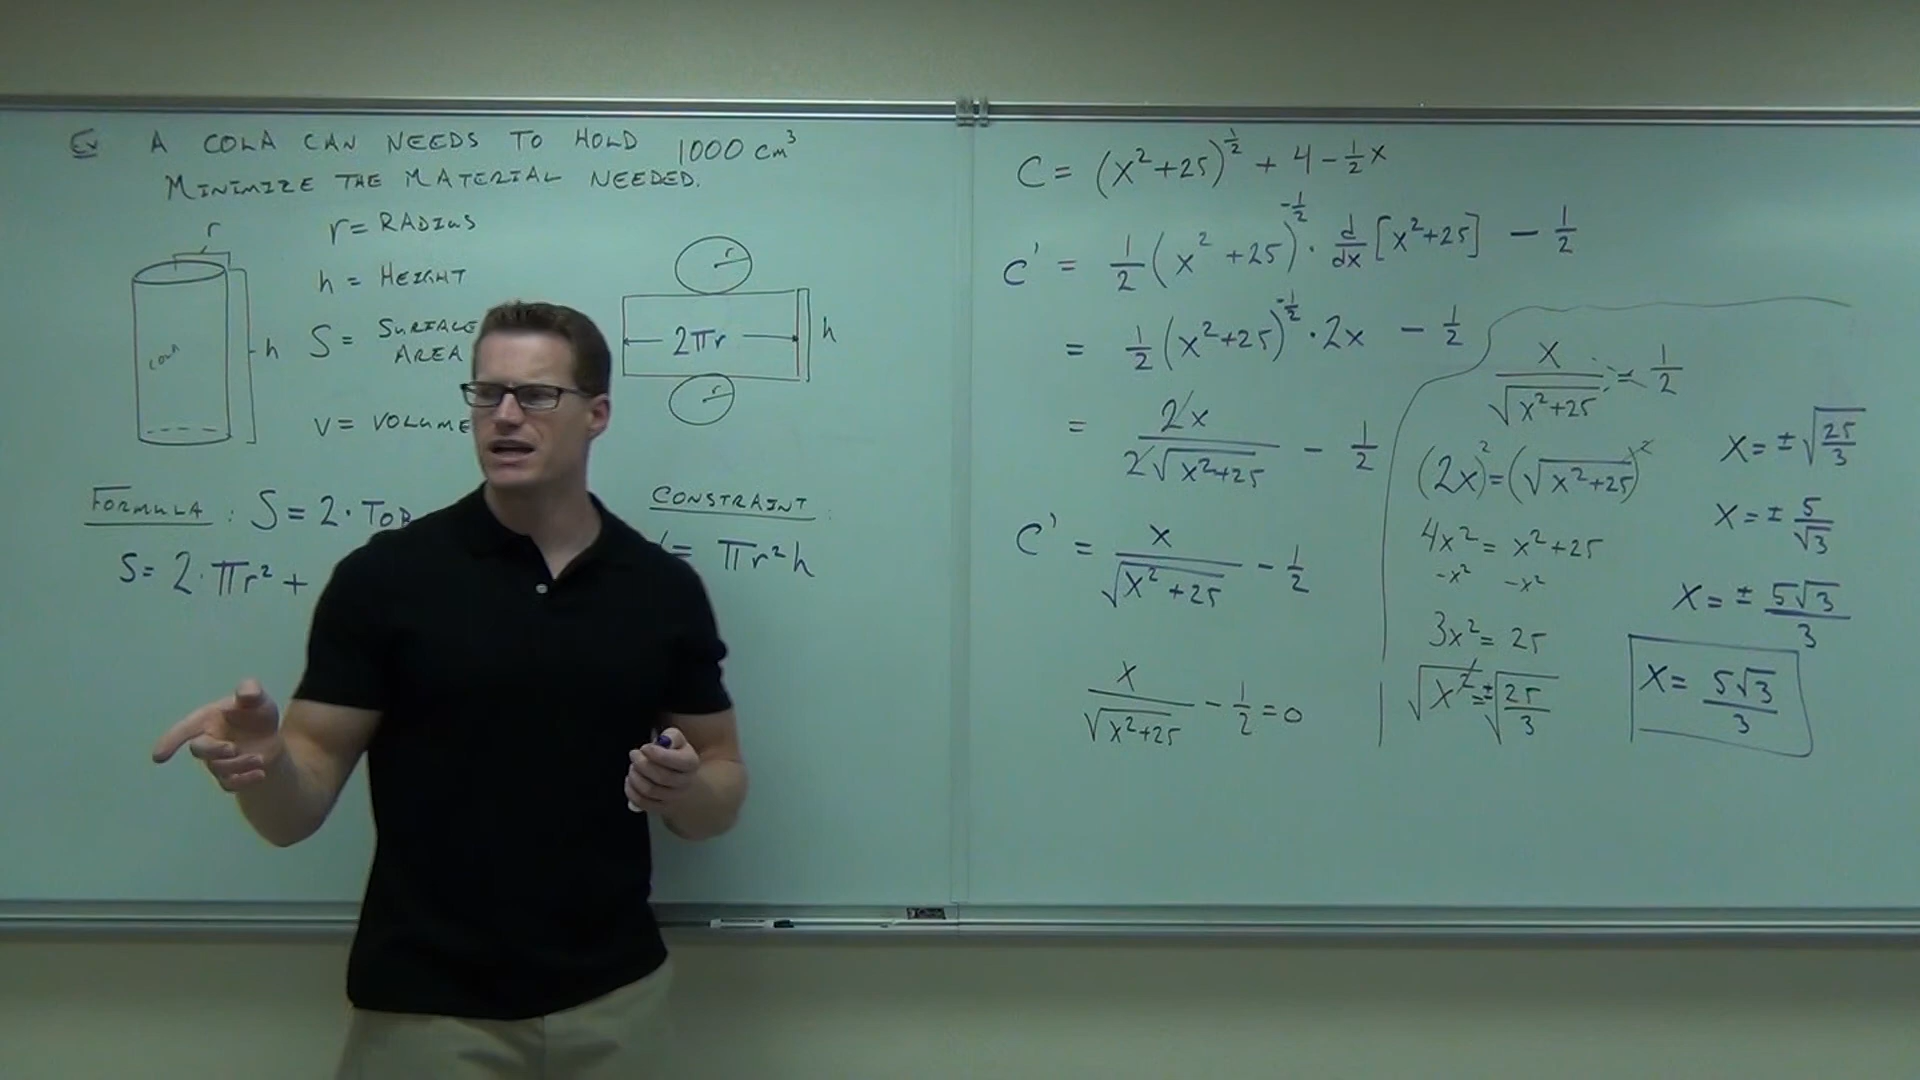 Ex A COLA CAN NEEDS TO HOLD 1000 cm³
MINIMIZE THE MATERIAL NEEDED.
r
r = RADIUS
h = HEIGHT
S = SURFACE
AREA
V = VOLUME
COLA
h
r
2πr
h
r
FORMULA : S = 2 · TOP
S = 2 · πr² +
CONSTRAINT :
= πr²h
C = (x²+25)^½ + 4 - ½x
C' = ½(x² +25)^-½ · d/dx [x²+25] - ½
= ½(x²+25)^-½ · 2x - ½
= 2x/2√(x²+25) - ½
C' = x/√(x²+25) - ½
x/√(x²+25) - ½ = 0
x/√(x²+25) = ½
(2x)² = (√(x²+25))²
4x² = x²+25
-x² -x²
3x² = 25
√x² = ±√(25/3)
x = ±√(25/3)
x = ± 5/√3
x = ± 5√3/3
x = 5√3/3